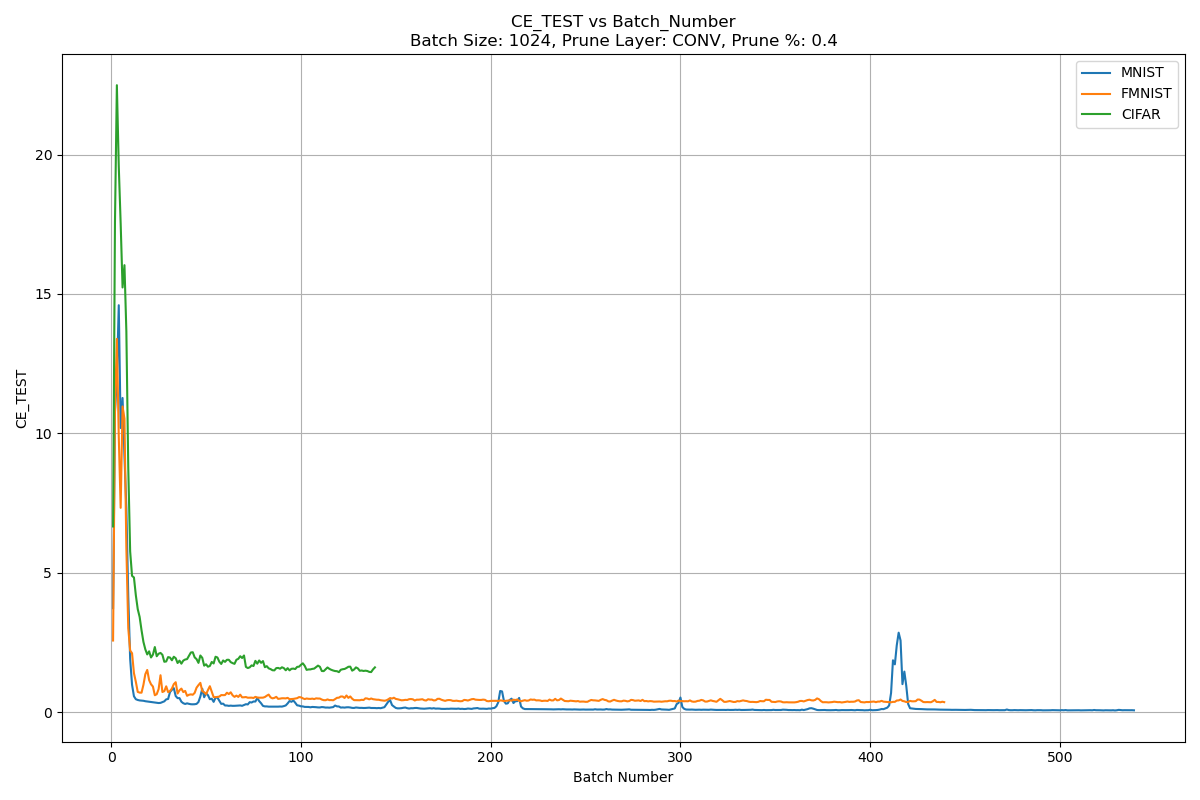 CE_TEST vs Batch_Number
Batch Size: 1024, Prune Layer: CONV, Prune %: 0.4
MNIST
FMNIST
CIFAR
CE_TEST
20
15
10
5
0
0 100 200 300 400 500
Batch Number